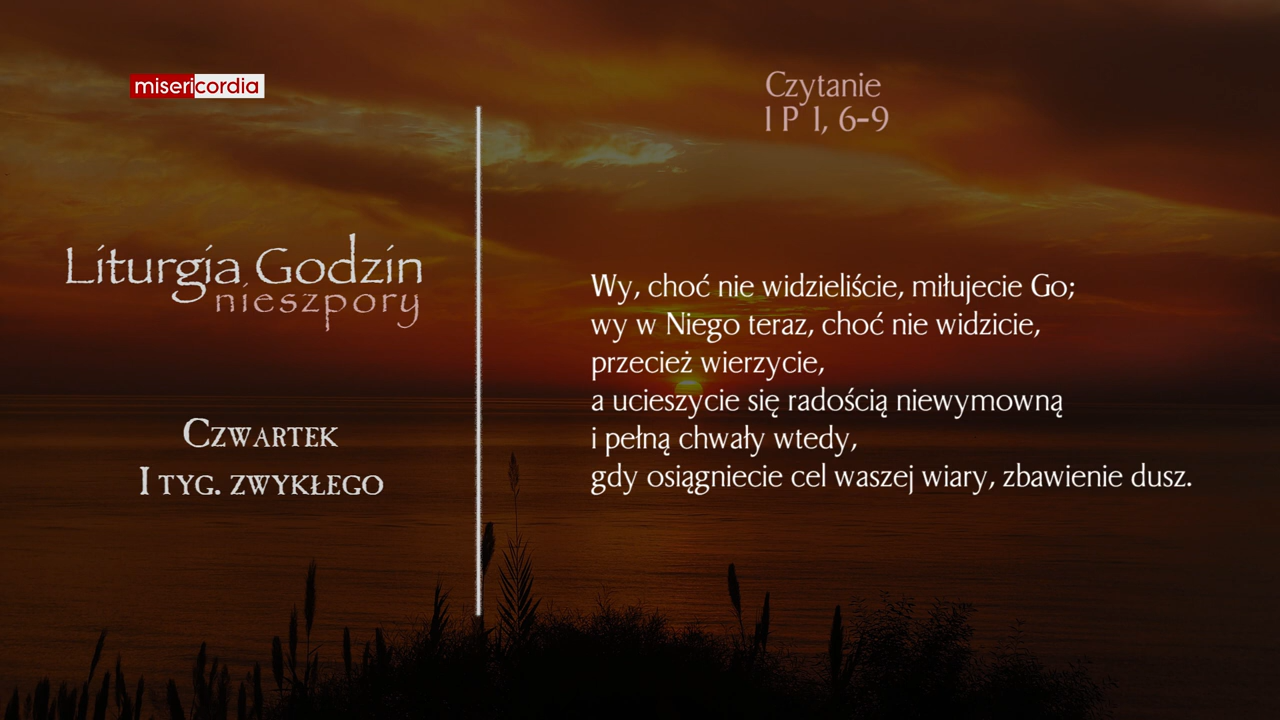 misericordia
Liturgia Godzin
nieszpory
Czwartek
I tyg. zwykłego
Czytanie
1 P 1, 6-9
Wy, choć nie widzieliście, miłujecie Go;
wy w Niego teraz, choć nie widzicie,
przecież wierzycie,
a ucieszycie się radością niewymowną
i pełną chwały wtedy,
gdy osiągniecie cel waszej wiary, zbawienie dusz.